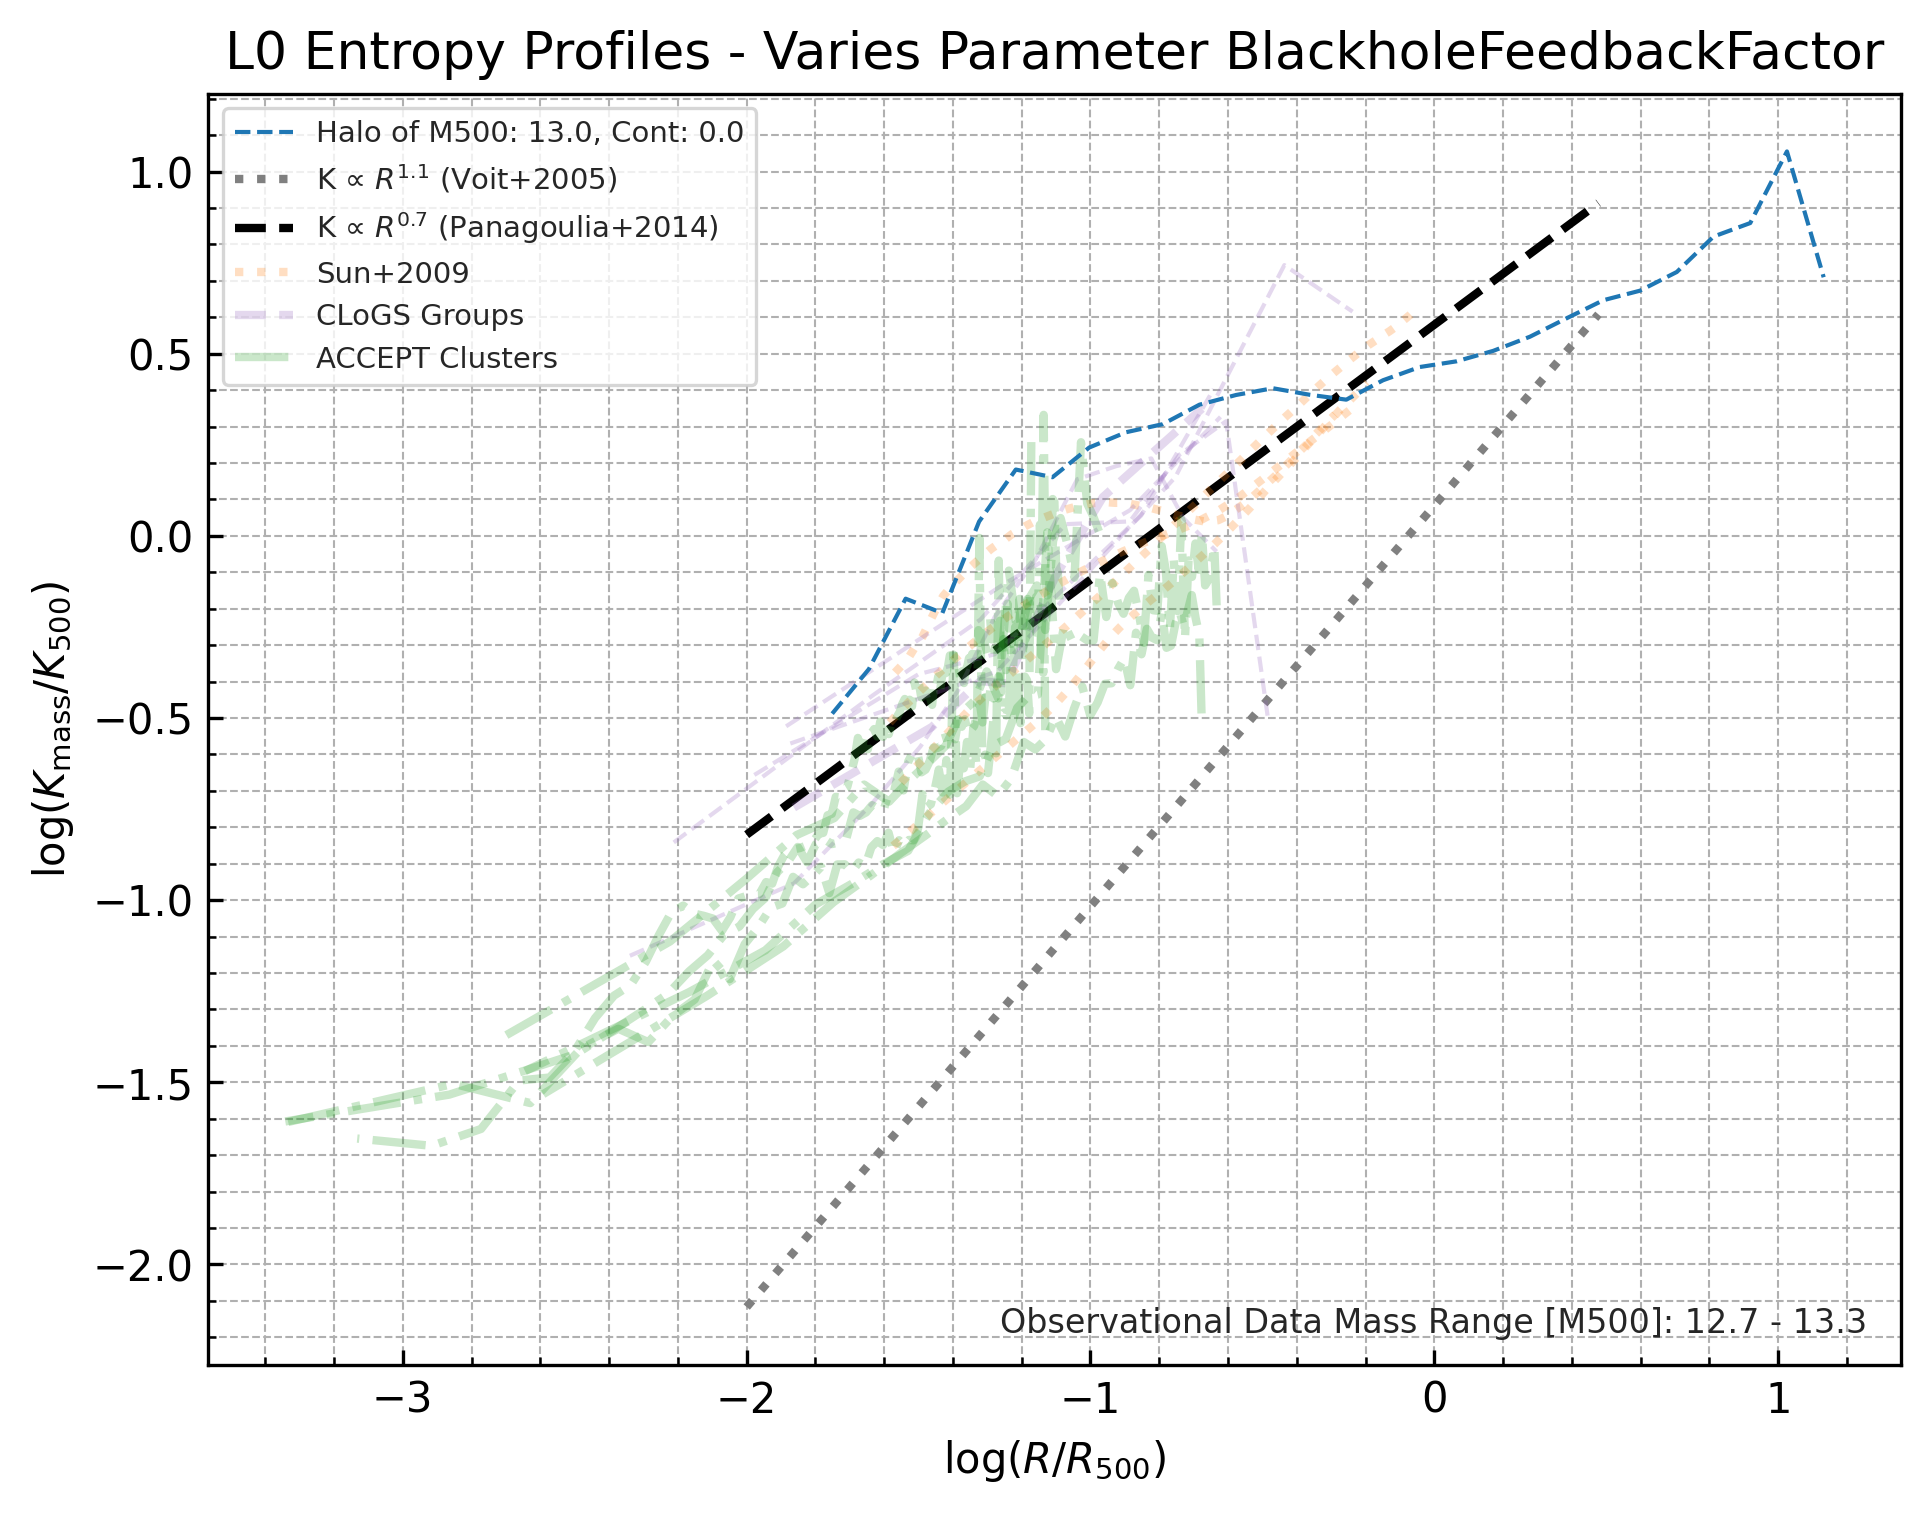 L0 Entropy Profiles - Varies Parameter BlackholeFeedbackFactor
Halo of M500: 13.0, Cont: 0.0
K ∝ R^1.1 (Voit+2005)
K ∝ R^0.7 (Panagoulia+2014)
Sun+2009
CLoGS Groups
ACCEPT Clusters
1.0
0.5
0.0
−0.5
−1.0
−1.5
−2.0
log(K_mass/K_500)
Observational Data Mass Range [M500]: 12.7 - 13.3
−3 −2 −1 0 1
log(R/R_500)